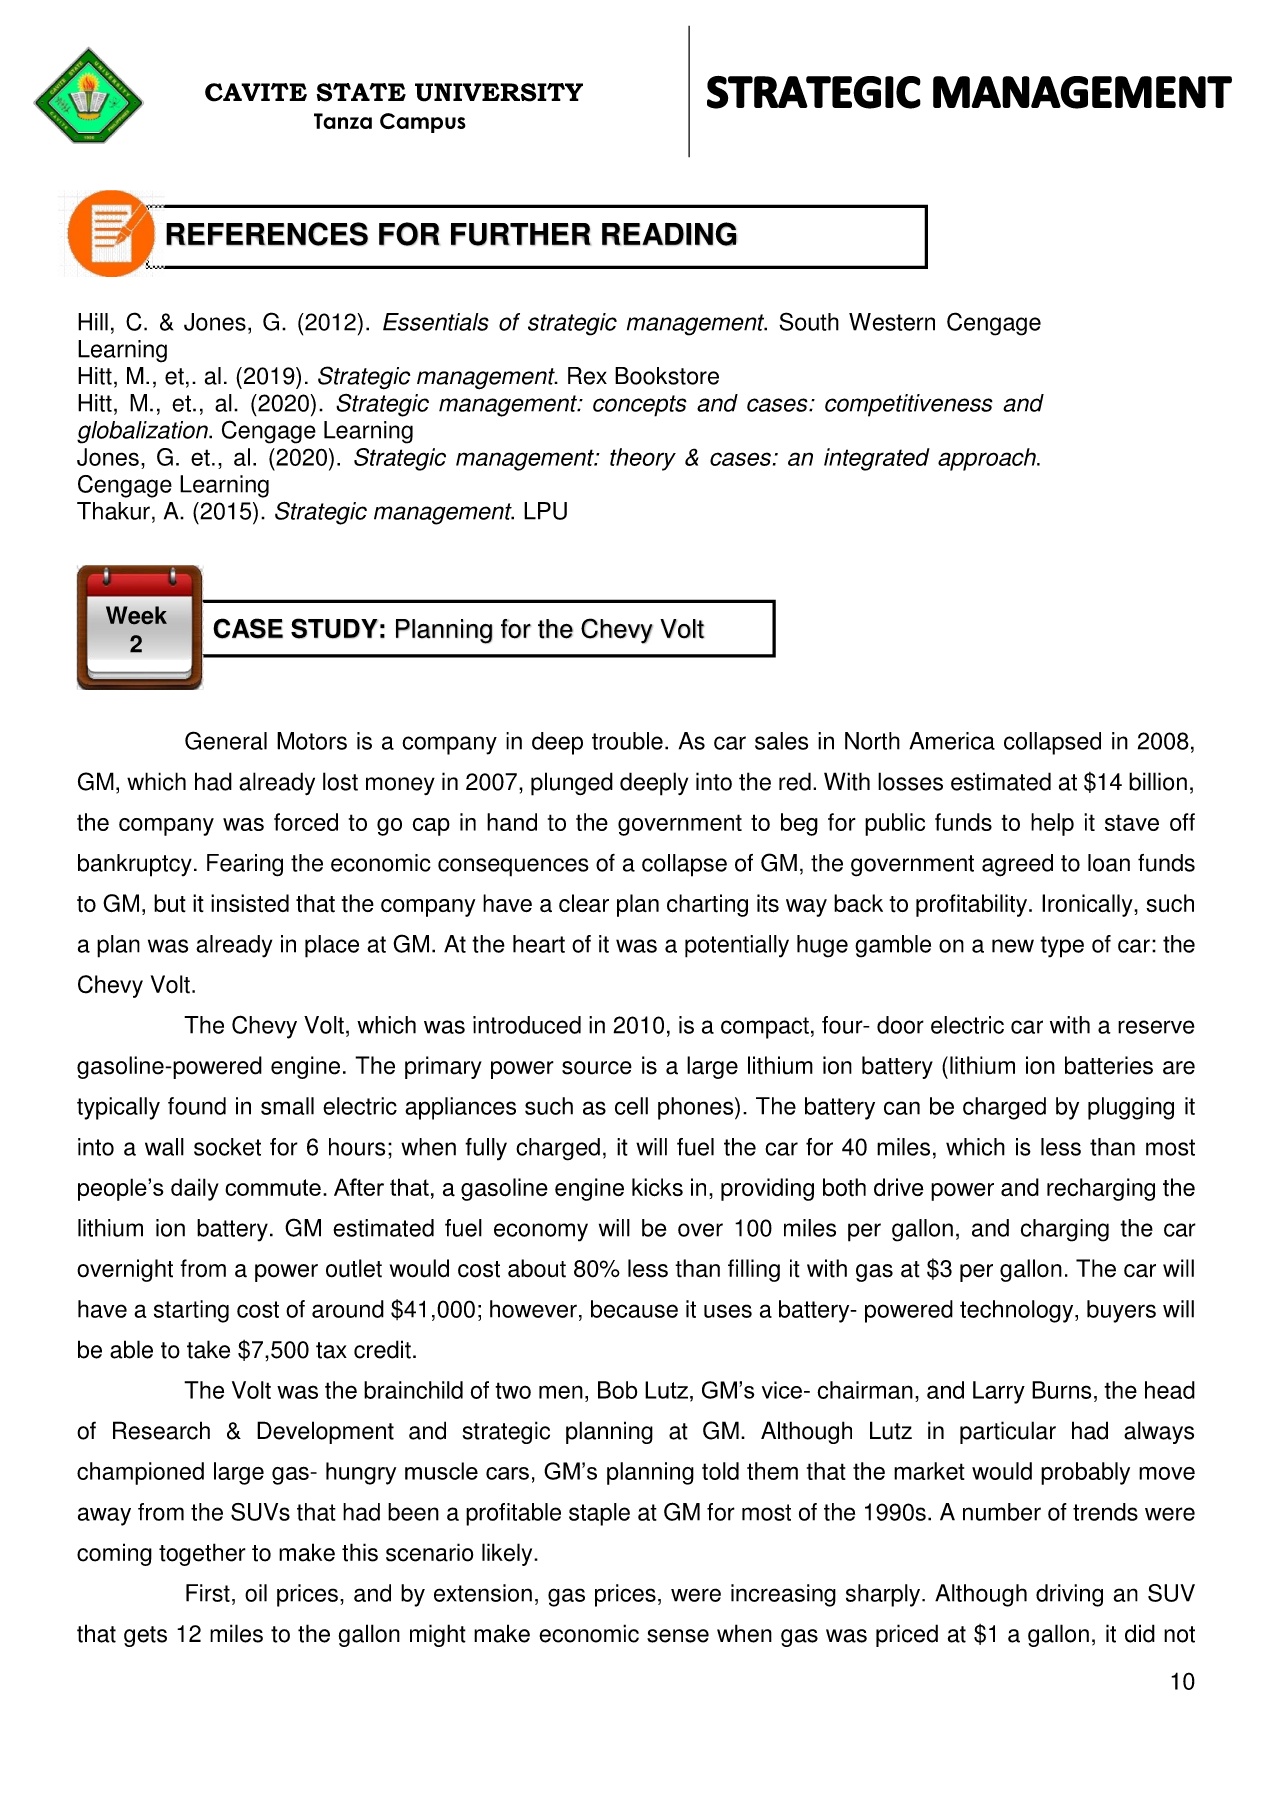 CAVITE STATE UNIVERSITY
Tanza Campus
STRATEGIC MANAGEMENT
REFERENCES FOR FURTHER READING
Hill, C. & Jones, G. (2012). Essentials of strategic management. South Western Cengage
Learning
Hitt, M., et,. al. (2019). Strategic management. Rex Bookstore
Hitt, M., et., al. (2020). Strategic management: concepts and cases: competitiveness and
globalization. Cengage Learning
Jones, G. et., al. (2020). Strategic management: theory & cases: an integrated approach.
Cengage Learning
Thakur, A. (2015). Strategic management. LPU
Week
2
CASE STUDY: Planning for the Chevy Volt
General Motors is a company in deep trouble. As car sales in North America collapsed in 2008,
GM, which had already lost money in 2007, plunged deeply into the red. With losses estimated at $14 billion,
the company was forced to go cap in hand to the government to beg for public funds to help it stave off
bankruptcy. Fearing the economic consequences of a collapse of GM, the government agreed to loan funds
to GM, but it insisted that the company have a clear plan charting its way back to profitability. Ironically, such
a plan was already in place at GM. At the heart of it was a potentially huge gamble on a new type of car: the
Chevy Volt.
The Chevy Volt, which was introduced in 2010, is a compact, four- door electric car with a reserve
gasoline-powered engine. The primary power source is a large lithium ion battery (lithium ion batteries are
typically found in small electric appliances such as cell phones). The battery can be charged by plugging it
into a wall socket for 6 hours; when fully charged, it will fuel the car for 40 miles, which is less than most
people’s daily commute. After that, a gasoline engine kicks in, providing both drive power and recharging the
lithium ion battery. GM estimated fuel economy will be over 100 miles per gallon, and charging the car
overnight from a power outlet would cost about 80% less than filling it with gas at $3 per gallon. The car will
have a starting cost of around $41,000; however, because it uses a battery- powered technology, buyers will
be able to take $7,500 tax credit.
The Volt was the brainchild of two men, Bob Lutz, GM’s vice- chairman, and Larry Burns, the head
of Research & Development and strategic planning at GM. Although Lutz in particular had always
championed large gas- hungry muscle cars, GM’s planning told them that the market would probably move
away from the SUVs that had been a profitable staple at GM for most of the 1990s. A number of trends were
coming together to make this scenario likely.
First, oil prices, and by extension, gas prices, were increasing sharply. Although driving an SUV
that gets 12 miles to the gallon might make economic sense when gas was priced at $1 a gallon, it did not
10